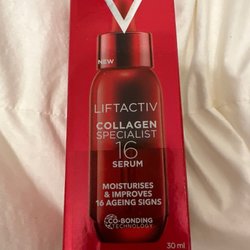 NEW
LIFTACTIV
COLLAGEN
SPECIALIST
16
SERUM
MOISTURISES
& IMPROVES
16 AGEING SIGNS
CO-BONDING
TECHNOLOGY
30 ml